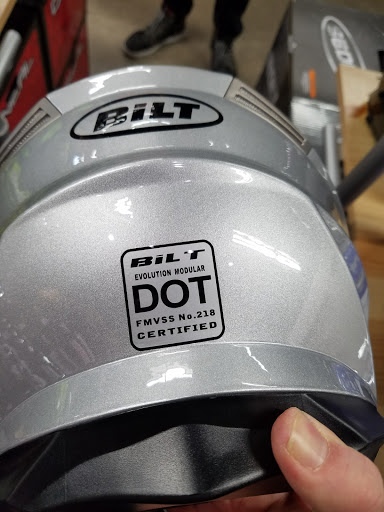 BiLT
BiLT
EVOLUTION MODULAR
DOT
FMVSS No.218
CERTIFIED